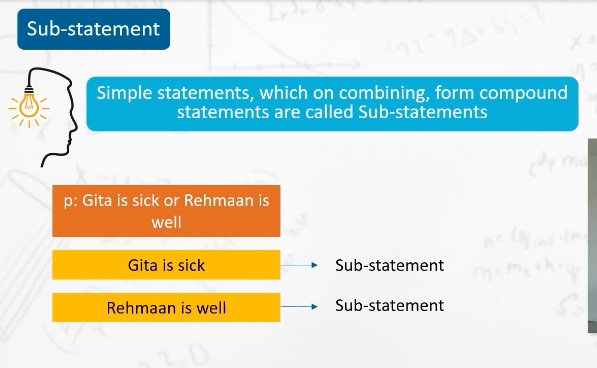 Sub-statement
Simple statements, which on combining, form compound
statements are called Sub-statements
p: Gita is sick or Rehmaan is
well
Gita is sick
Sub-statement
Rehmaan is well
Sub-statement